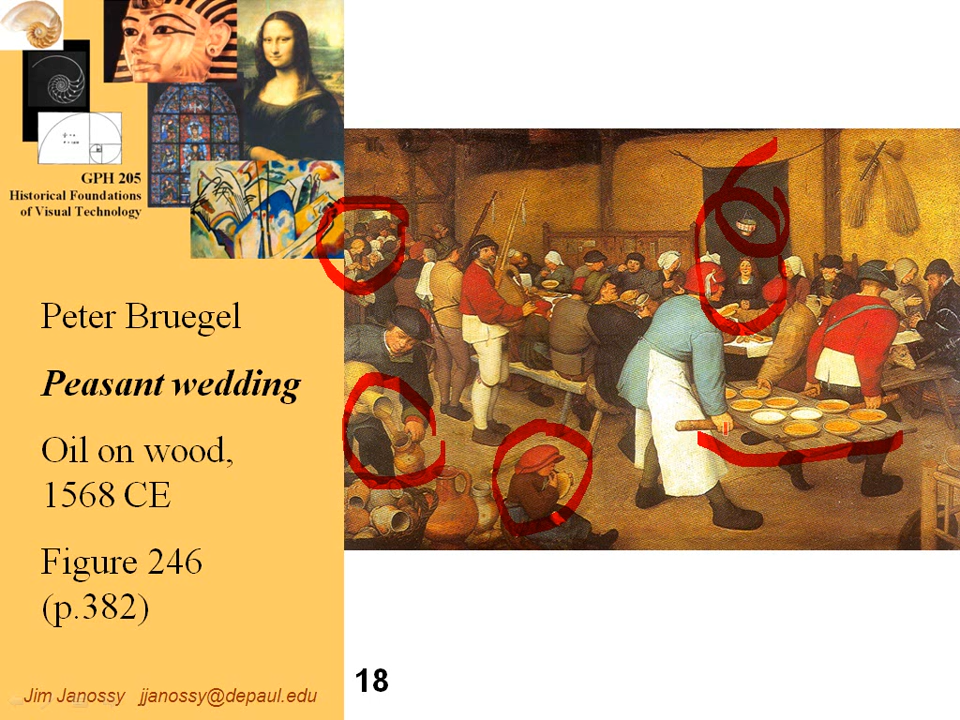 GPH 205
Historical Foundations
of Visual Technology
Peter Bruegel
Peasant wedding
Oil on wood,
1568 CE
Figure 246
(p.382)
Jim Janossy jjanossy@depaul.edu
18